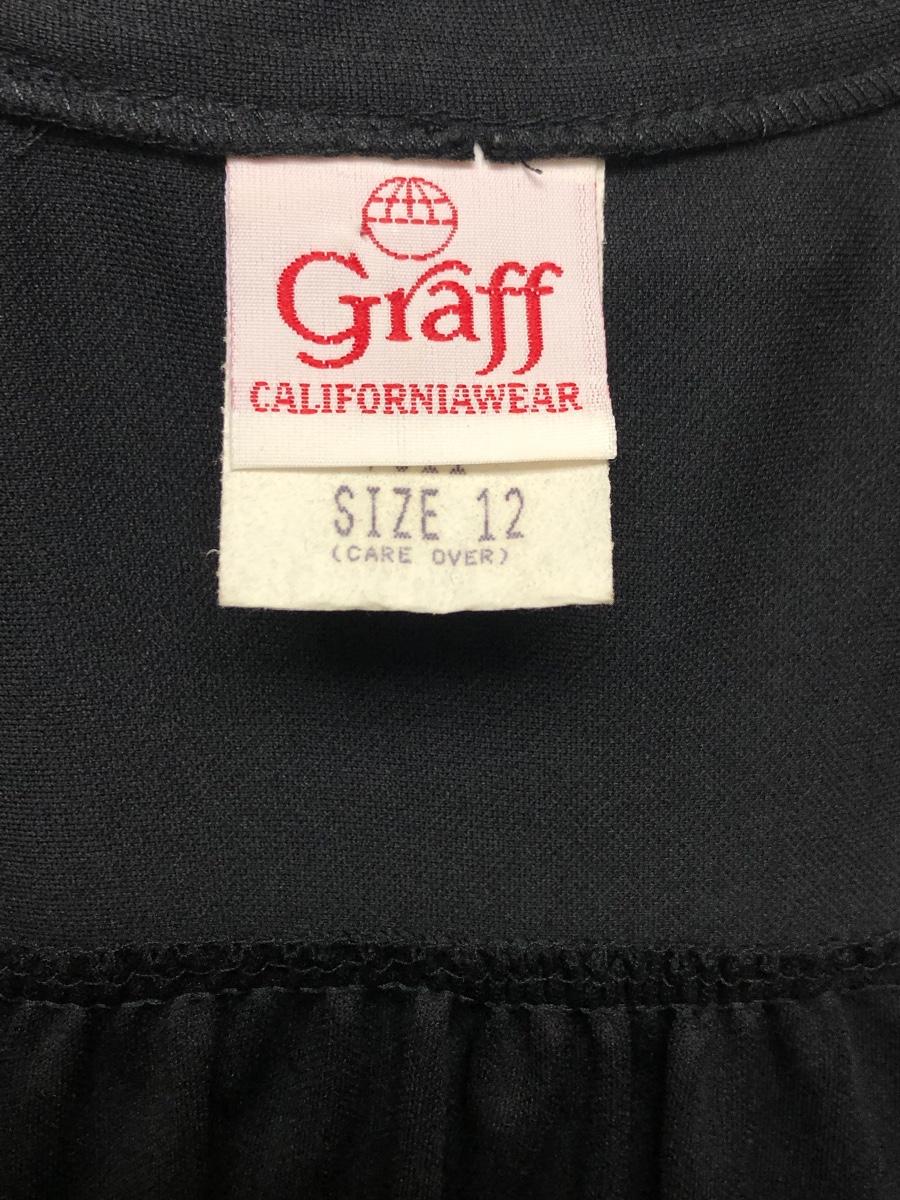 Graff
CALIFORNIAWEAR
SIZE 12
(CARE OVER)